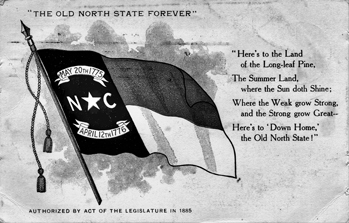 "THE OLD NORTH STATE FOREVER"
"Here's to the Land
of the Long-leaf Pine,
The Summer Land,
where the Sun doth Shine;
Where the Weak grow Strong,
and the Strong grow Great—
Here's to 'Down Home,'
the Old North State!"
MAY 20TH 1775
N ★ C
APRIL 12TH 1776
AUTHORIZED BY ACT OF THE LEGISLATURE IN 1885